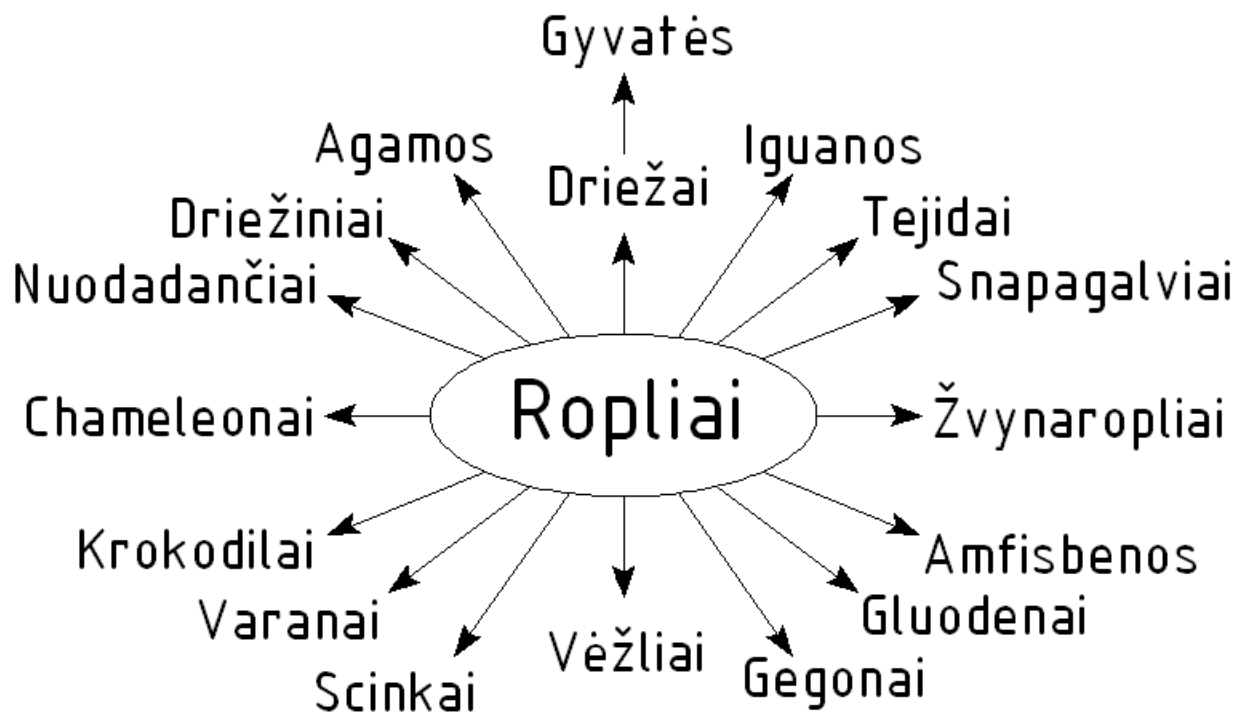 Gyvatės
Agamos
Driežai
Iguanos
Driežiniai
Tejidai
Nuodadančiai
Snapagalviai
Chameleonai
Ropliai
Žvynaropliai
Krokodilai
Amfisbenos
Varanai
Gluodenai
Scinkai
Vėžliai
Gegonai